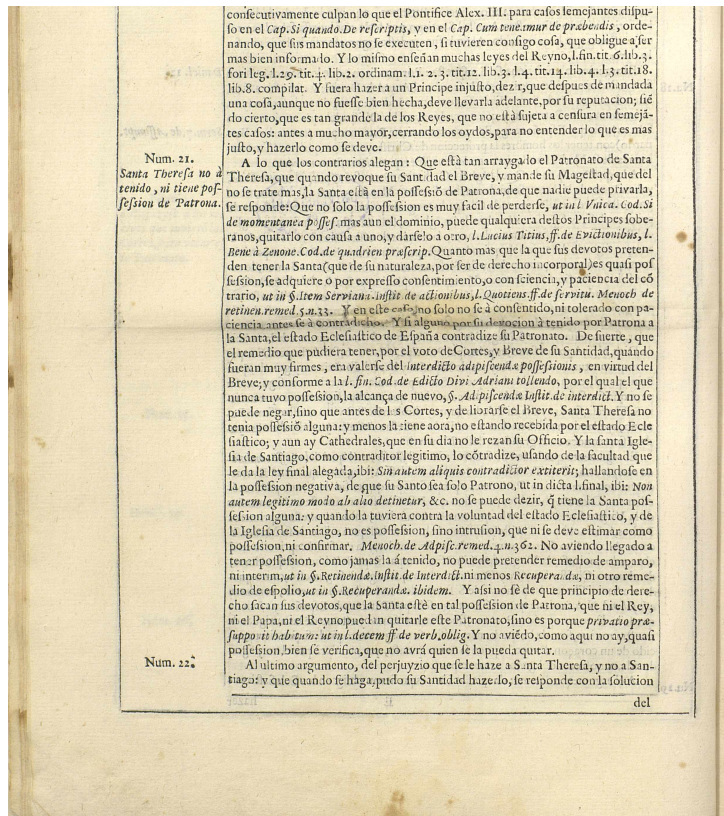 consecutivamente culpan lo que el Pontifice Alex. III. para casos semejantes dispu-
so en el Cap. Si quando. De rescriptis, y en el Cap. Cum teneamur de præbendis, orde-
nando, que sus mandatos no se executen, si tuvieren consigo cosa, que obligue a ser
mas bien informado. Y lo mismo enseñan muchas leyes del Reyno, l. fin. tit. 6. lib. 3.
fori leg. l. 29. tit. 4. lib. 2. ordinam. l. 1. 2. 3. tit. 12. lib. 3. l. 4. tit. 14. lib. 4. l. 3. tit. 18.
lib. 8. compilat. Y fuera hazer a un Principe injusto, dezir, que despues de mandada
una cosa, aunque no fuesse bien hecha, deve llevarla adelante, por su reputacion; siẽ
do cierto, que es tan grande la de los Reyes, que no està sujeta a censura en semejã-
tes casos: antes a mucho mayor, cerrando los oydos, para no entender lo que es mas
justo, y hazerlo como se deve.
Num. 21.
Santa Theresa no à
tenido, ni tiene pos-
session de Patrona.
A lo que los contrarios alegan: Que està tan arraygado el Patronato de Santa
Theresa, que quando revoque su Santidad el Breve, y mande su Magestad, que del
no se trate mas, la Santa està en la possessiõ de Patrona, de que nadie puede privarla,
se responde: Que no solo la possession es muy facil de perderse, ut in l. Vnica. Cod. Si
de momentanea posses. mas aun el dominio, puede qualquiera destos Principes sobe-
ranos, quitarlo con causa a uno, y darselo a otro, l. Lucius Titius, ff. de Evictionibus, l.
Benè à Zenone. Cod. de quadrien præscrip. Quanto mas que la que sus devotos preten-
den tener la Santa (que de su naturaleza, por ser de derecho incorporal) es quasi pos
session, se adquiere o por expresso consentimiento, o con sciencia, y paciencia del cõ
trario, ut in §. Item Serviana. Instit. de actionibus, l. Quotiens. ff. de servitu. Menoch de
retinen. remed. 5. n. 33. Y en este caso, no solo no se à consentido, ni tolerado con pa-
ciencia, antes se à contradicho. Y si alguno por su devocion à tenido por Patrona a
la Santa, el estado Eclesiastico de España contradize su Patronato. De suerte, que
el remedio que pudiera tener, por el voto de Cortes, y Breve de su Santidad, quando
fueran muy firmes, era valerse del Interdicto adipiscendæ possessionis, en virtud del
Breve; y conforme a la l. fin. Cod. de Edicto Divi Adriani tollendo, por el qual el que
nunca tuvo possession, la alcança de nuevo, §. Adipiscendæ Instit. de interdict. Y no se
puede negar, sino que antes de las Cortes, y de librarse el Breve, Santa Theresa no
tenia possessiõ alguna: y menos la tiene aora, no estando recebida por el estado Ecle
siastico; y aun ay Cathedrales, que en su dia no le rezan su Officio. Y la santa Igle-
sia de Santiago, como contraditor legitimo, lo cõtradize, usando de la facultad que
le da la ley final alegada, ibi: Sin autem aliquis contradictor extiterit; hallandose en
la possession negativa, de que su Santo sea solo Patrono, ut in dicta l. final, ibi: Non
autem legitimo modo ab alio detinetur, &c. no se puede dezir, q̃ tiene la Santa pos-
session alguna: y quando la tuviera contra la voluntad del estado Eclesiastico, y de
la Iglesia de Santiago, no es possession, sino intrusion, que ni se deve estimar como
possession, ni confirmar. Menoch. de Adpisc. remed. 4. n. 362. No aviendo llegado a
tener possession, como jamas la á tenido, no puede pretender remedio de amparo,
ni interim, ut in §. Retinendæ. Instit. de Interdict. ni menos Recuperandæ, ni otro reme-
dio de espolio, ut in §. Recuperandæ. ibidem. Y assi no sè de que principio de dere-
cho sacan sus devotos, que la Santa estè en tal possession de Patrona, que ni el Rey,
ni el Papa, ni el Reyno puedan quitarle este Patronato, sino es porque privatio præ-
supponit habitum: ut in l. decem ff. de verb. oblig. Y no aviẽdo, como aqui no ay, quasi
possession, bien se verifica, que no avrá quien se la pueda quitar.
Num. 22.
Al ultimo argumento, del perjuyzio que se le haze a Santa Theresa, y no a San-
tiago: y que quando se haga, pudo su Santidad hazerlo, se responde con la solucion
del